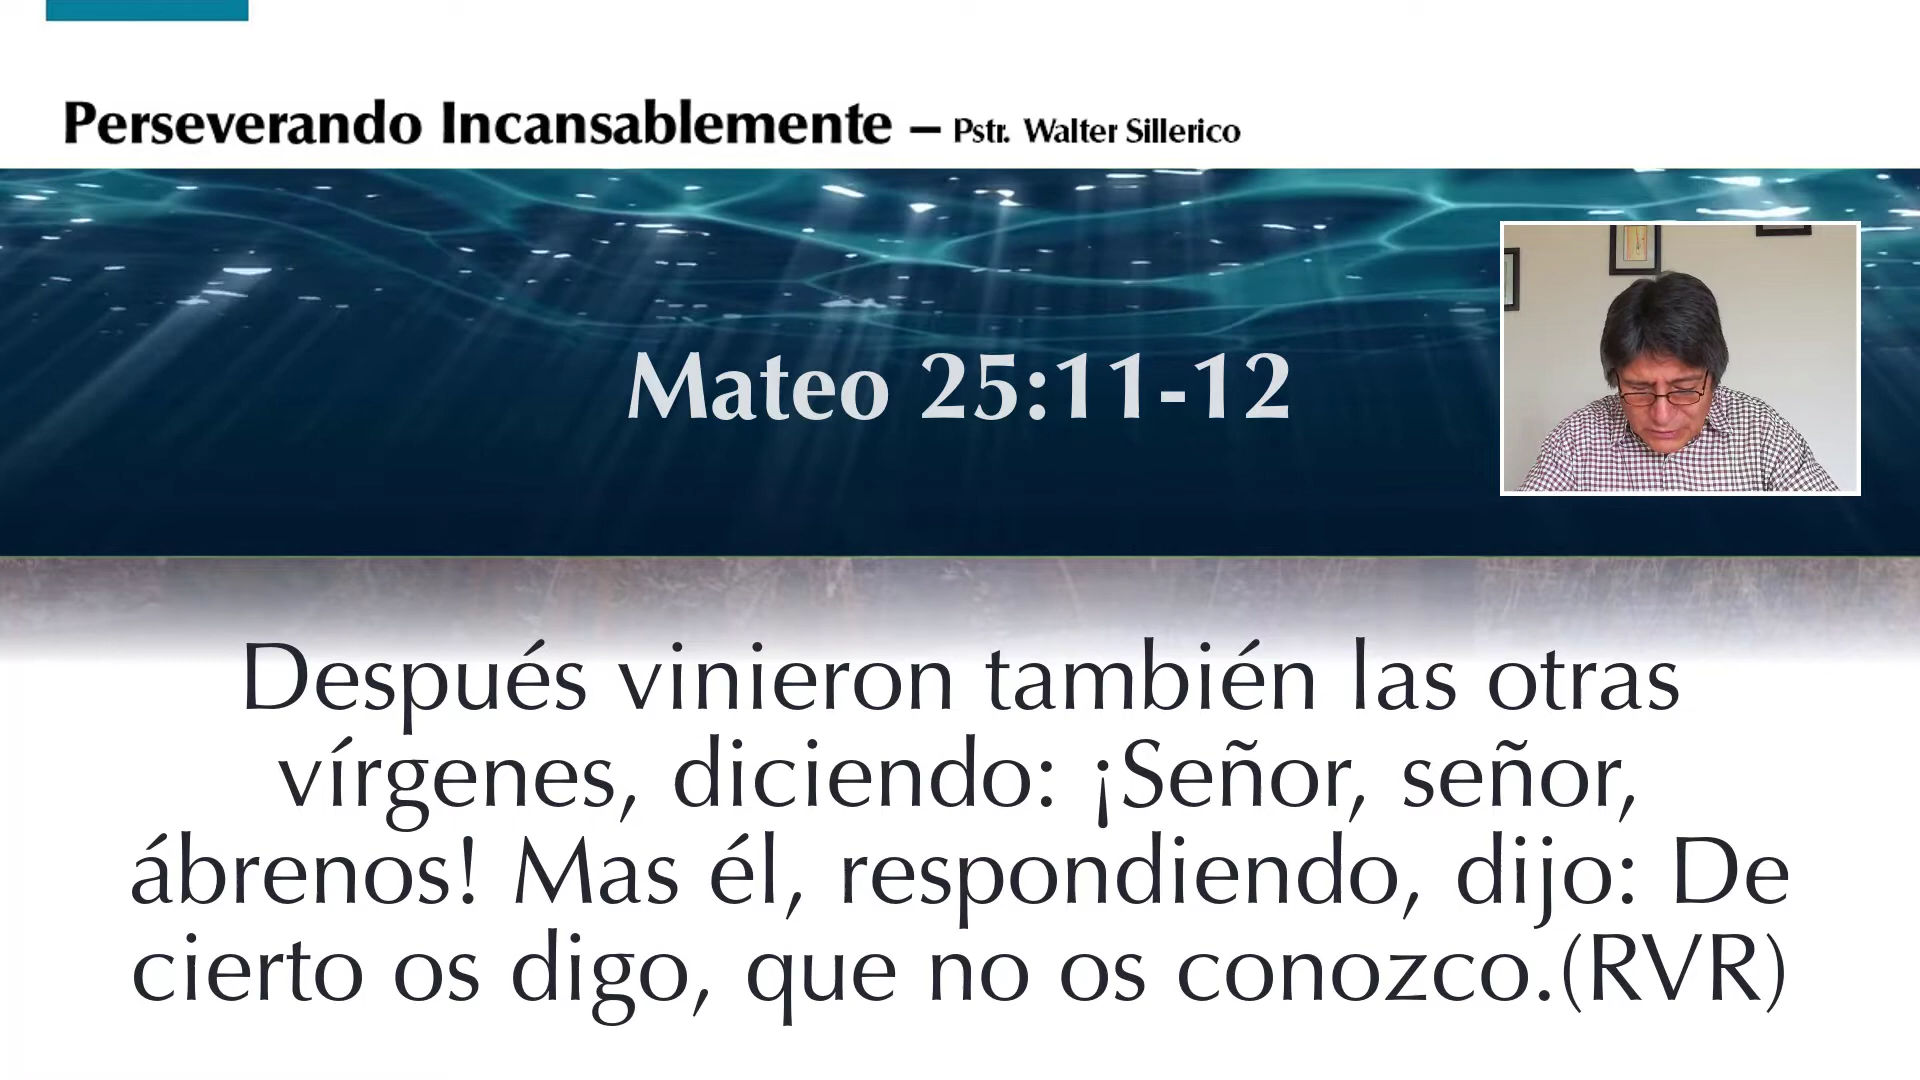 Perseverando Incansablemente — Pstr. Walter Sillerico
Mateo 25:11-12
Después vinieron también las otras
vírgenes, diciendo: ¡Señor, señor,
ábrenos! Mas él, respondiendo, dijo: De
cierto os digo, que no os conozco.(RVR)